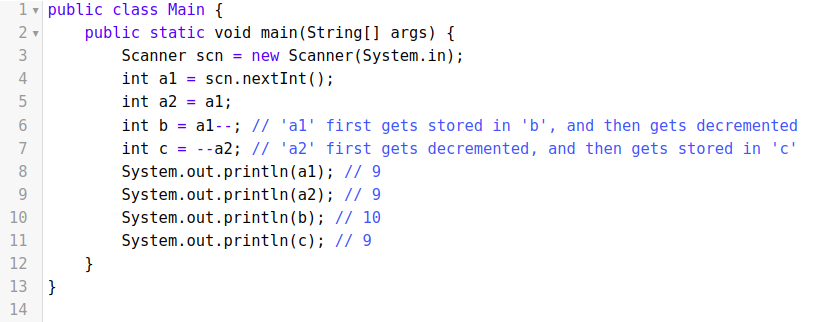 1 public class Main {
2     public static void main(String[] args) {
3         Scanner scn = new Scanner(System.in);
4         int a1 = scn.nextInt();
5         int a2 = a1;
6         int b = a1--; // 'a1' first gets stored in 'b', and then gets decremented
7         int c = --a2; // 'a2' first gets decremented, and then gets stored in 'c'
8         System.out.println(a1); // 9
9         System.out.println(a2); // 9
10         System.out.println(b); // 10
11         System.out.println(c); // 9
12     }
13 }
14